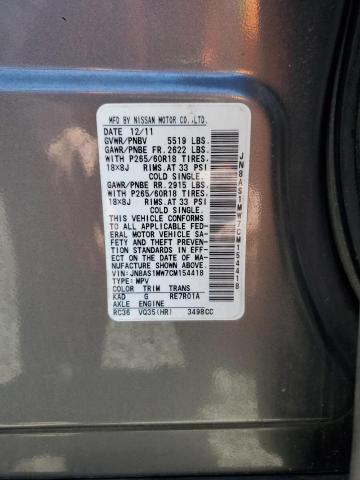 MFD BY NISSAN MOTOR CO.,LTD.
DATE 12/11
GVWR/PNBV 5519 LBS.
GAWR/PNBE FR.2622 LBS.
WITH P265/60R18 TIRES.
18X8J RIMS.AT 33 PSI
COLD SINGLE.
GAWR/PNBE RR.2915 LBS.
WITH P265/60R18 TIRES.
18X8J RIMS.AT 33 PSI
COLD SINGLE.
THIS VEHICLE CONFORMS
TO ALL APPLICABLE FED-
ERAL MOTOR VEHICLE SA-
FETY AND THEFT PREVEN-
TION STANDARDS IN EFF-
ECT ON THE DATE OF MA-
NUFACTURE SHOWN ABOVE.
VIN: JN8AS1MW7CM154418
TYPE: MPV
COLOR TRIM TRANS
KAD G RE7R01A
AXLE ENGINE
RC36 VQ35(HR) 3498CC
JN8AS1MW7CM154418